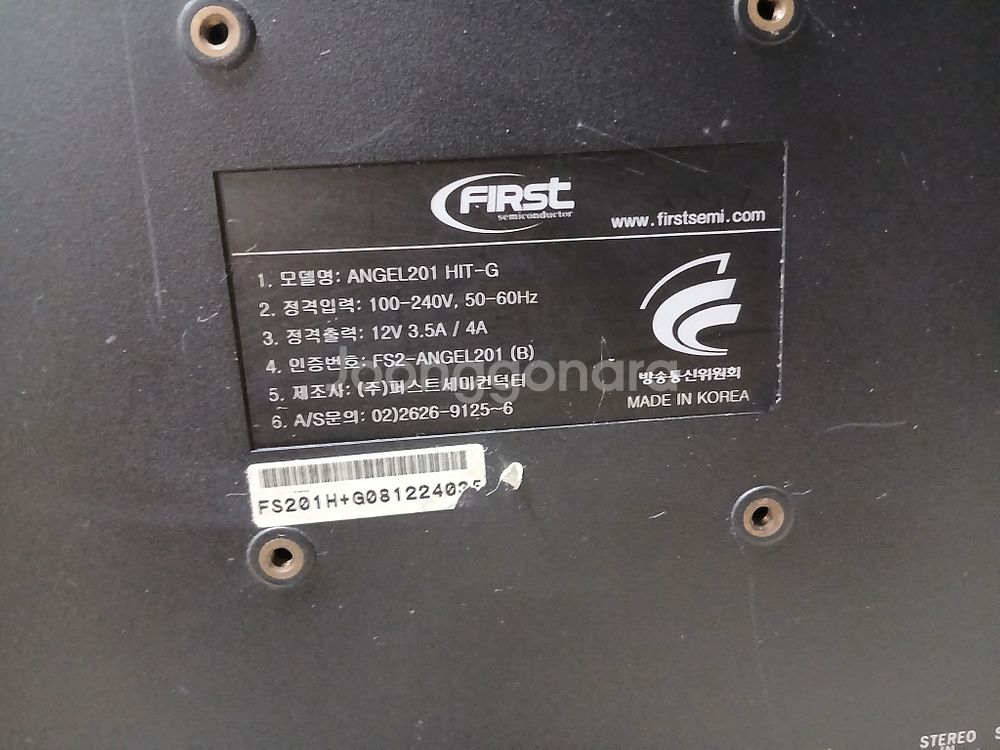 FIRST
semiconductor
www.firstsemi.com
1. 모델명: ANGEL201 HIT-G
2. 정격입력: 100-240V, 50-60Hz
3. 정격출력: 12V 3.5A / 4A
4. 인증번호: FS2-ANGEL201 (B)
5. 제조사: (주)퍼스트세미컨덕터
6. A/S문의: 02)2626-9125~6
방송통신위원회
MADE IN KOREA
Joonggonara
STEREO